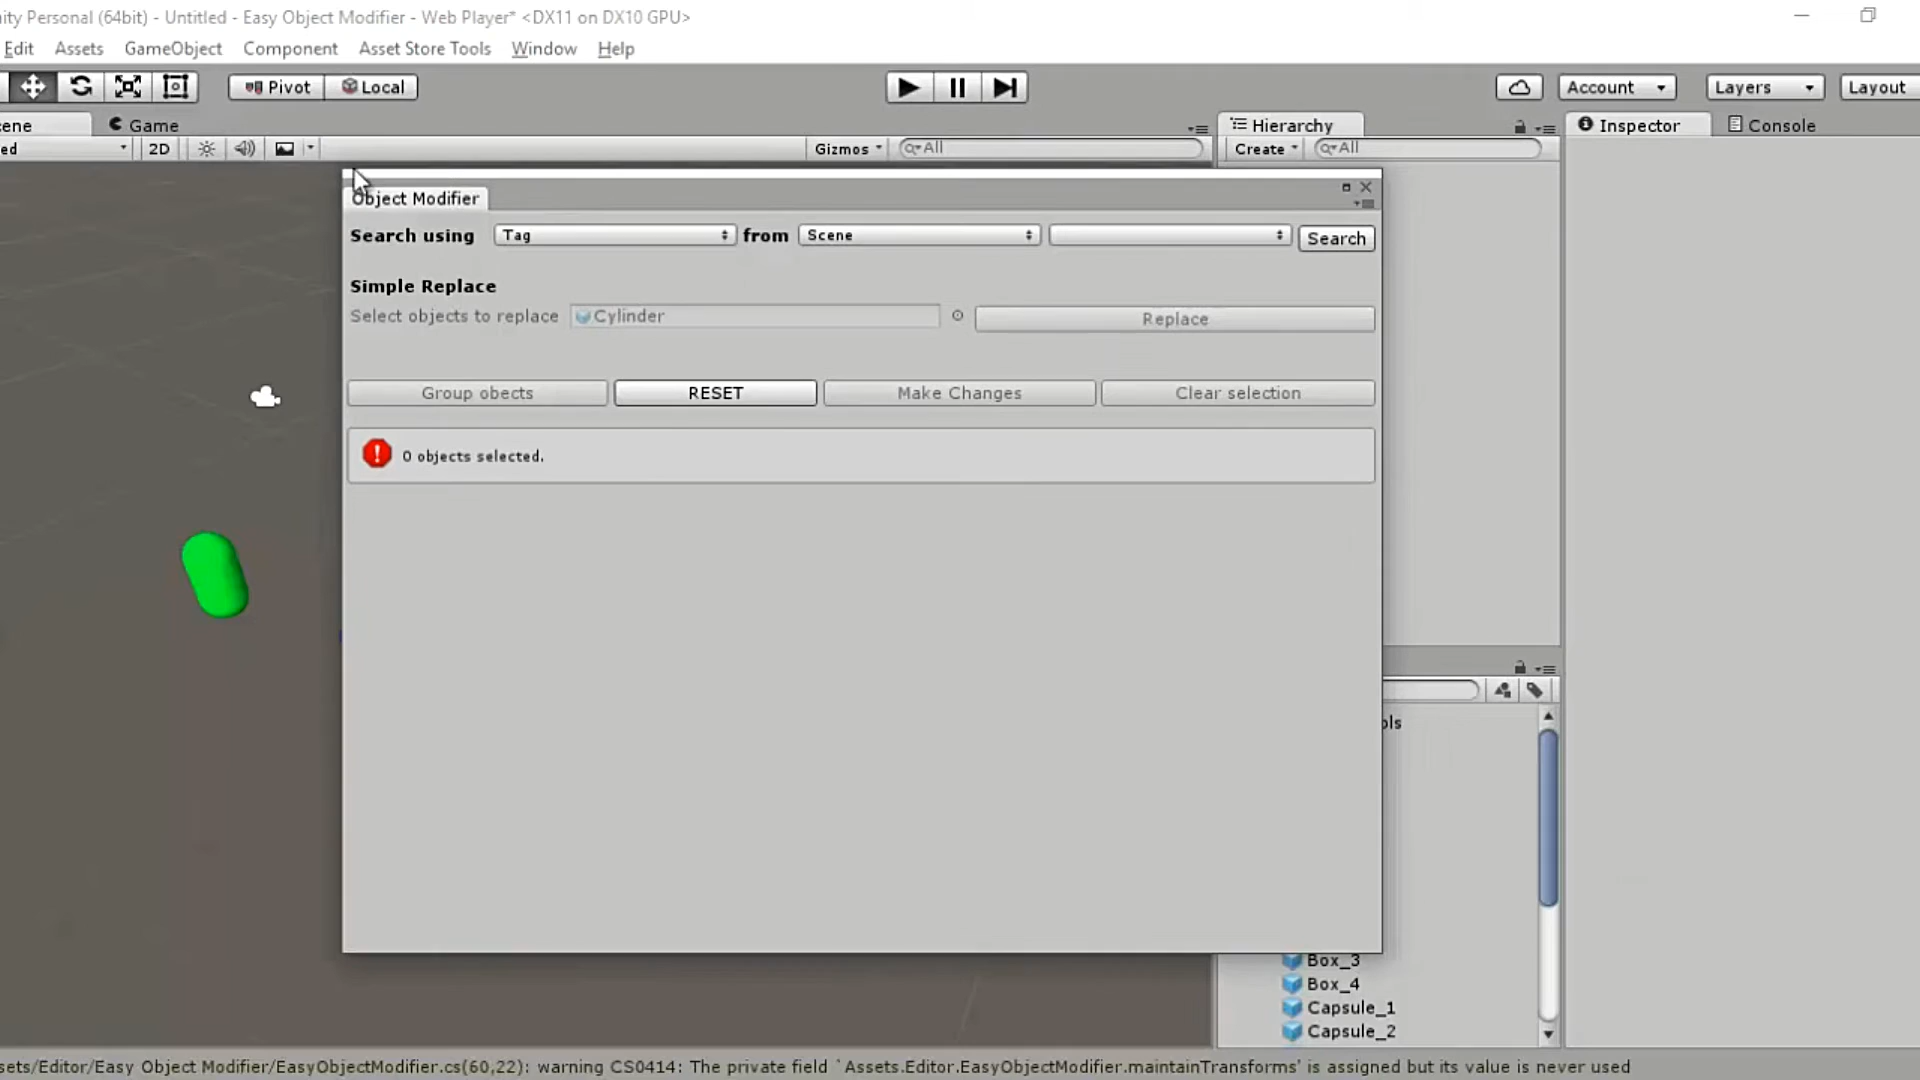 ity Personal (64bit) - Untitled - Easy Object Modifier - Web Player* <DX11 on DX10 GPU>
Edit Assets GameObject Component Asset Store Tools Window Help
Pivot Local Account Layers Layout
ene Game Hierarchy Inspector Console
ed 2D Gizmos All Create All
Object Modifier
Search using Tag from Scene Search
Simple Replace
Select objects to replace Cylinder Replace
Group obects RESET Make Changes Clear selection
0 objects selected.
ols
Box_3
Box_4
Capsule_1
Capsule_2
sets/Editor/Easy Object Modifier/EasyObjectModifier.cs(60,22): warning CS0414: The private field `Assets.Editor.EasyObjectModifier.maintainTransforms' is assigned but its value is never used